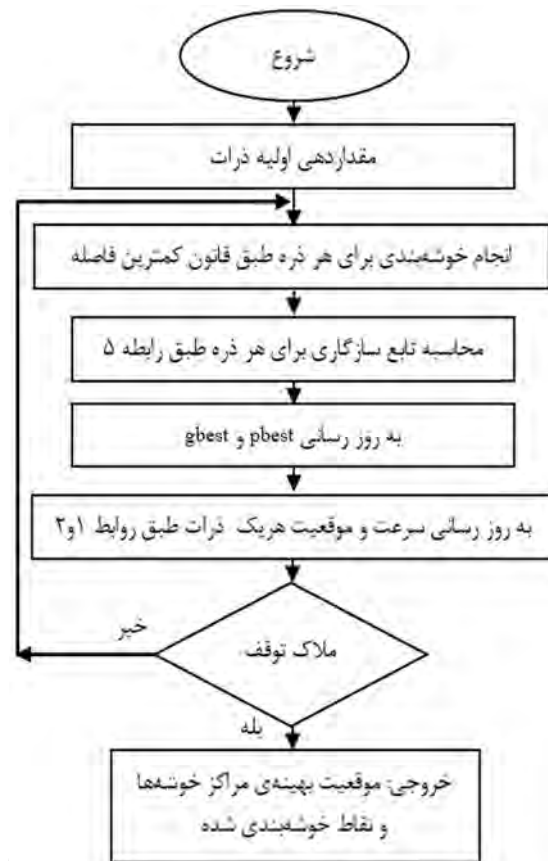 شروع
مقداردهی اولیه ذرات
انجام خوشه‌بندی برای هر ذره طبق قانون کمترین فاصله
محاسبه تابع سازگاری برای هر ذره طبق رابطه ۵
به روز رسانی pbest و gbest
به روز رسانی سرعت و موقعیت هریک ذرات طبق روابط ۱و۲
ملاک توقف
خیر
بله
خروجی: موقعیت بهینه‌ی مراکز خوشه‌ها
و نقاط خوشه‌بندی شده